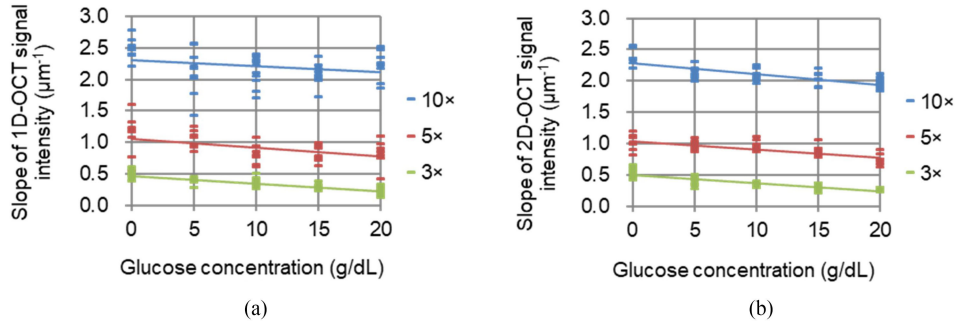 Slope of 1D-OCT signal
intensity (µm⁻¹)
3.0
2.5
2.0
1.5
1.0
0.5
0.0
0 5 10 15 20
Glucose concentration (g/dL)
10×
5×
3×
(a)
Slope of 2D-OCT signal
intensity (µm⁻¹)
3.0
2.5
2.0
1.5
1.0
0.5
0.0
0 5 10 15 20
Glucose concentration (g/dL)
10×
5×
3×
(b)